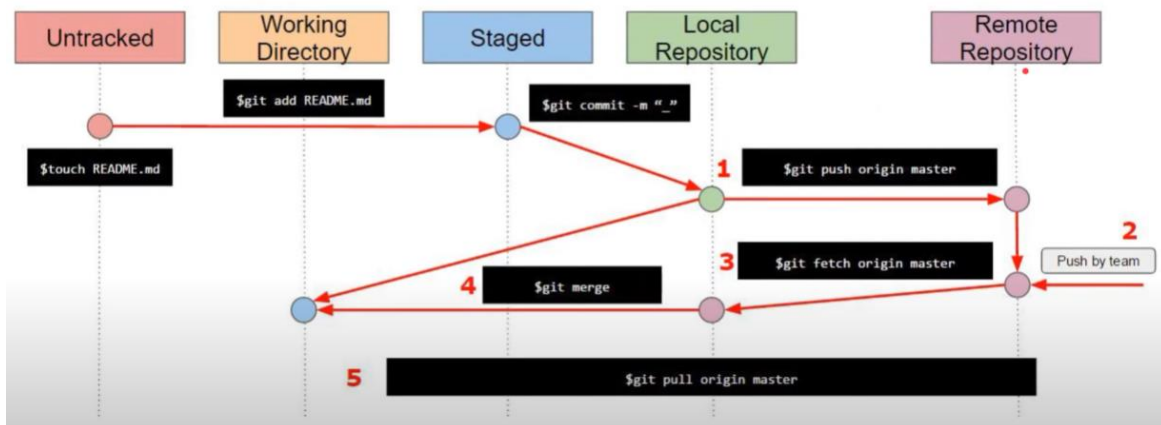 Untracked
Working
Directory
Staged
Local
Repository
Remote
Repository
$git add README.md
$git commit -m “_”
$touch README.md
1
$git push origin master
2
Push by team
3
$git fetch origin master
4
$git merge
5
$git pull origin master